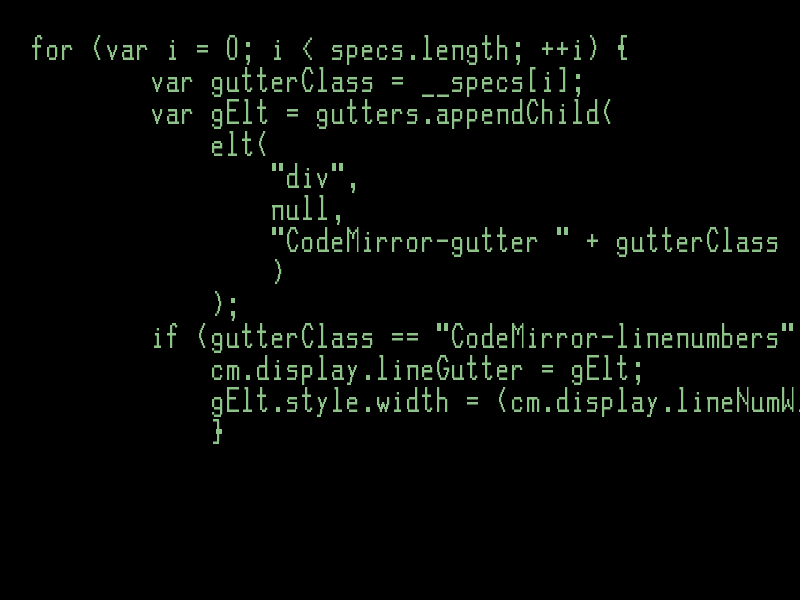 for (var i = 0; i < specs.length; ++i) {
        var gutterClass = __specs[i];
        var gElt = gutters.appendChild(
            elt(
                "div",
                null,
                "CodeMirror-gutter " + gutterClass
                )
            );
        if (gutterClass == "CodeMirror-linenumbers"
            cm.display.lineGutter = gElt;
            gElt.style.width = (cm.display.lineNumW
            }